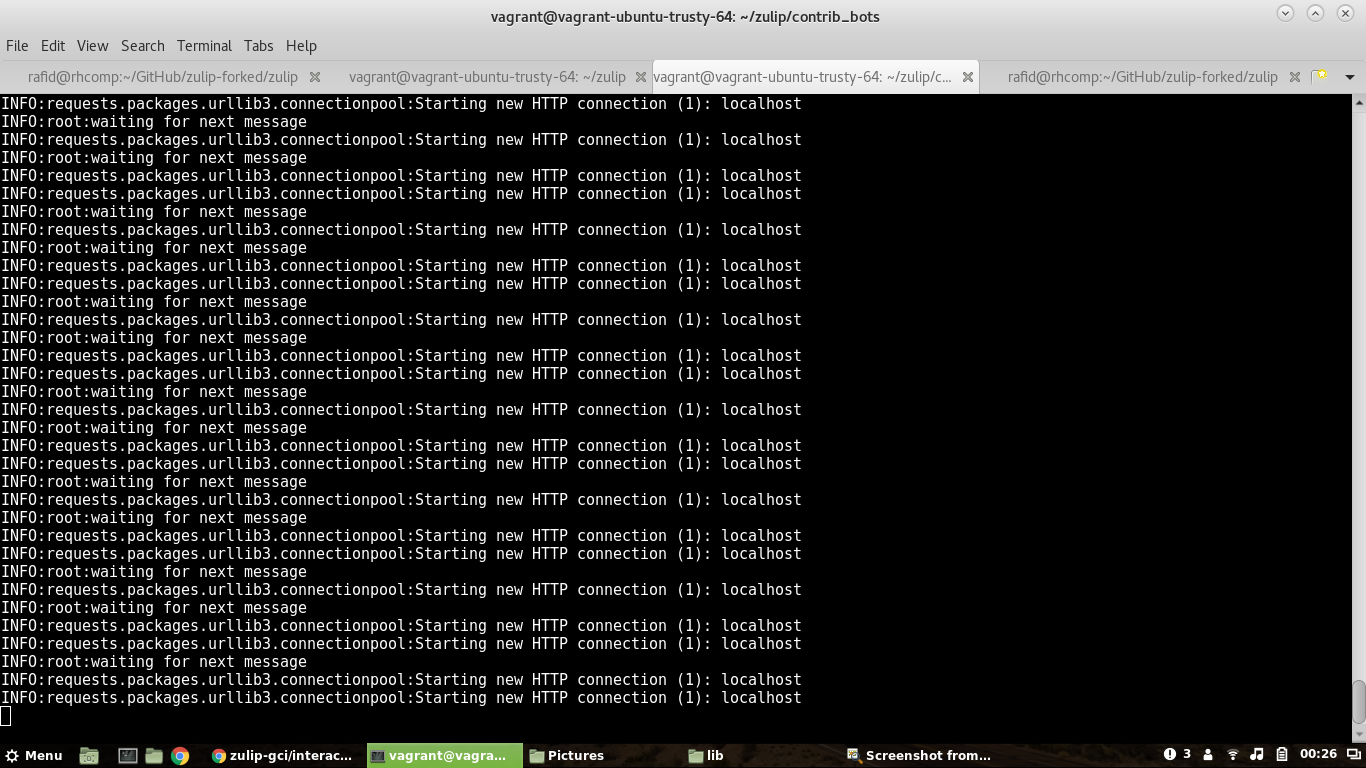 vagrant@vagrant-ubuntu-trusty-64: ~/zulip/contrib_bots
File Edit View Search Terminal Tabs Help
rafid@rhcomp:~/GitHub/zulip-forked/zulip vagrant@vagrant-ubuntu-trusty-64: ~/zulip vagrant@vagrant-ubuntu-trusty-64: ~/zulip/c... rafid@rhcomp:~/GitHub/zulip-forked/zulip
INFO:requests.packages.urllib3.connectionpool:Starting new HTTP connection (1): localhost
INFO:root:waiting for next message
INFO:requests.packages.urllib3.connectionpool:Starting new HTTP connection (1): localhost
INFO:root:waiting for next message
INFO:requests.packages.urllib3.connectionpool:Starting new HTTP connection (1): localhost
INFO:requests.packages.urllib3.connectionpool:Starting new HTTP connection (1): localhost
INFO:root:waiting for next message
INFO:requests.packages.urllib3.connectionpool:Starting new HTTP connection (1): localhost
INFO:root:waiting for next message
INFO:requests.packages.urllib3.connectionpool:Starting new HTTP connection (1): localhost
INFO:requests.packages.urllib3.connectionpool:Starting new HTTP connection (1): localhost
INFO:root:waiting for next message
INFO:requests.packages.urllib3.connectionpool:Starting new HTTP connection (1): localhost
INFO:root:waiting for next message
INFO:requests.packages.urllib3.connectionpool:Starting new HTTP connection (1): localhost
INFO:requests.packages.urllib3.connectionpool:Starting new HTTP connection (1): localhost
INFO:root:waiting for next message
INFO:requests.packages.urllib3.connectionpool:Starting new HTTP connection (1): localhost
INFO:root:waiting for next message
INFO:requests.packages.urllib3.connectionpool:Starting new HTTP connection (1): localhost
INFO:requests.packages.urllib3.connectionpool:Starting new HTTP connection (1): localhost
INFO:root:waiting for next message
INFO:requests.packages.urllib3.connectionpool:Starting new HTTP connection (1): localhost
INFO:root:waiting for next message
INFO:requests.packages.urllib3.connectionpool:Starting new HTTP connection (1): localhost
INFO:requests.packages.urllib3.connectionpool:Starting new HTTP connection (1): localhost
INFO:root:waiting for next message
INFO:requests.packages.urllib3.connectionpool:Starting new HTTP connection (1): localhost
INFO:root:waiting for next message
INFO:requests.packages.urllib3.connectionpool:Starting new HTTP connection (1): localhost
INFO:requests.packages.urllib3.connectionpool:Starting new HTTP connection (1): localhost
INFO:root:waiting for next message
INFO:requests.packages.urllib3.connectionpool:Starting new HTTP connection (1): localhost
INFO:requests.packages.urllib3.connectionpool:Starting new HTTP connection (1): localhost
Menu zulip-gci/interac... vagrant@vagra... Pictures lib Screenshot from... 3 00:26